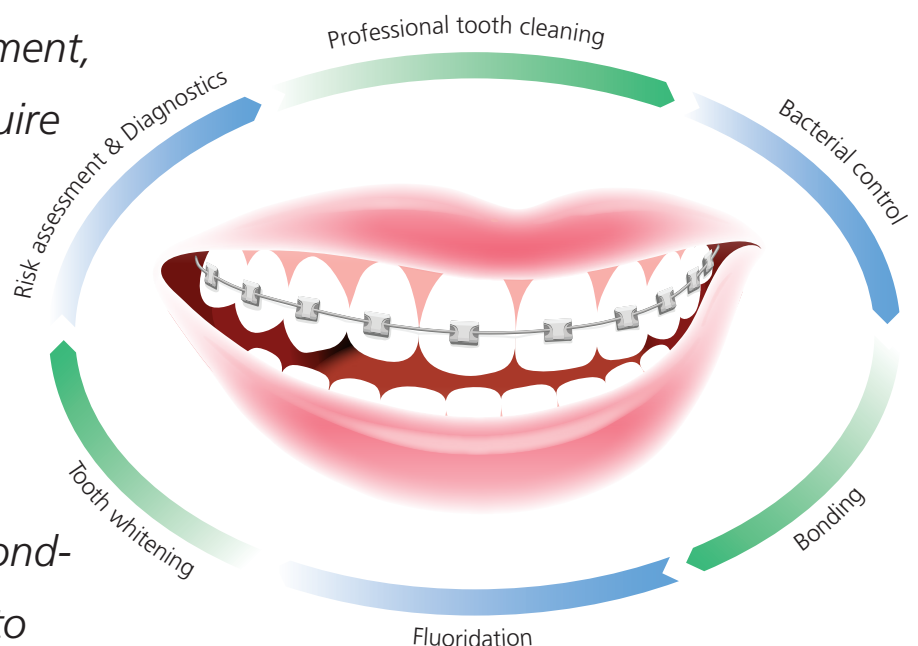 ment,
uire
Professional tooth cleaning
Risk assessment & Diagnostics
Bacterial control
Tooth whitening
Bonding
ond-
to
Fluoridation